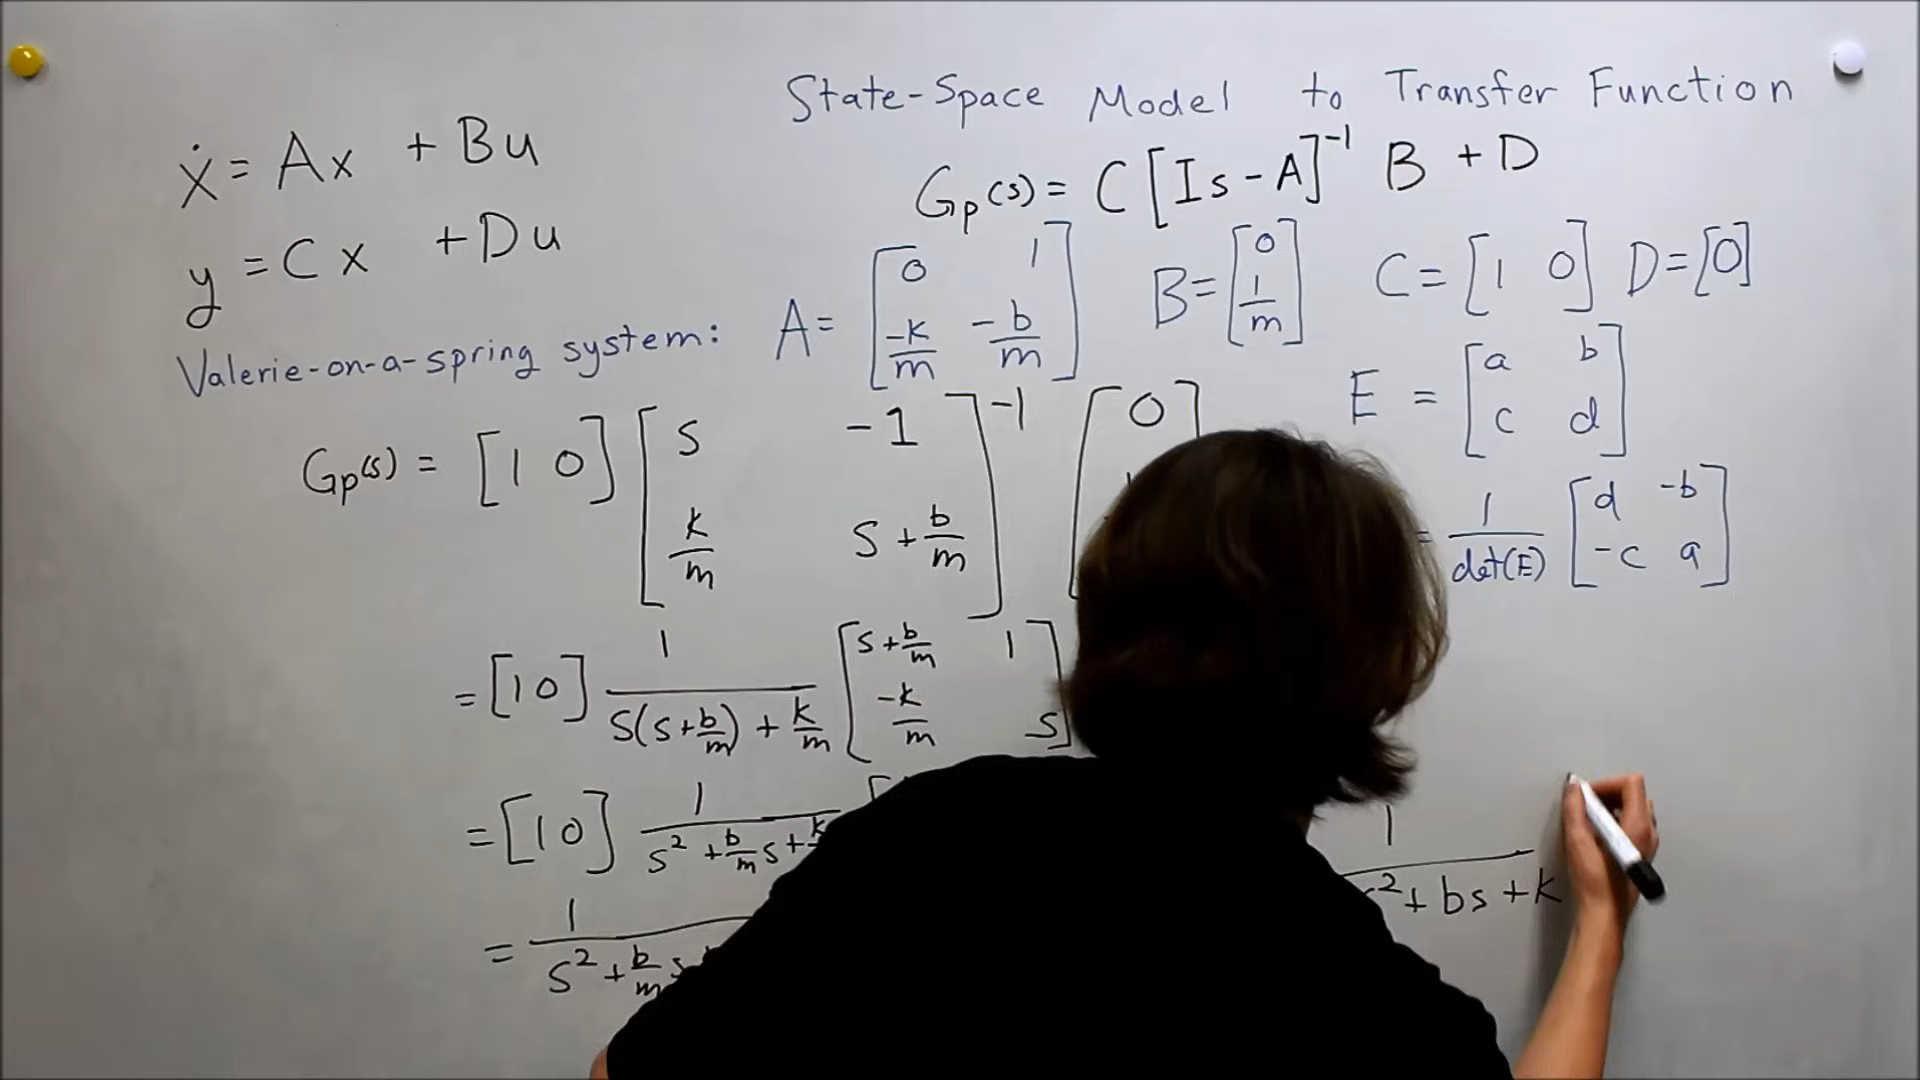 State-Space Model to Transfer Function
ẋ = Ax + Bu
y = Cx + Du
Gp(s) = C [Is - A]⁻¹ B + D
Valerie-on-a-spring system:
A = [0 1; -k/m -b/m] B = [0; 1/m] C = [1 0] D = [0]
E = [a b; c d]
= 1/det(E) [d -b; -c a]
Gp(s) = [1 0] [s -1; k/m s + b/m]⁻¹ [0
= [1 0] 1/(s(s + b/m) + k/m) [s + b/m 1; -k/m s]
= [1 0] 1/(s² + b/m s + k
= 1/(s² + b/m s
1/(² + bs + k